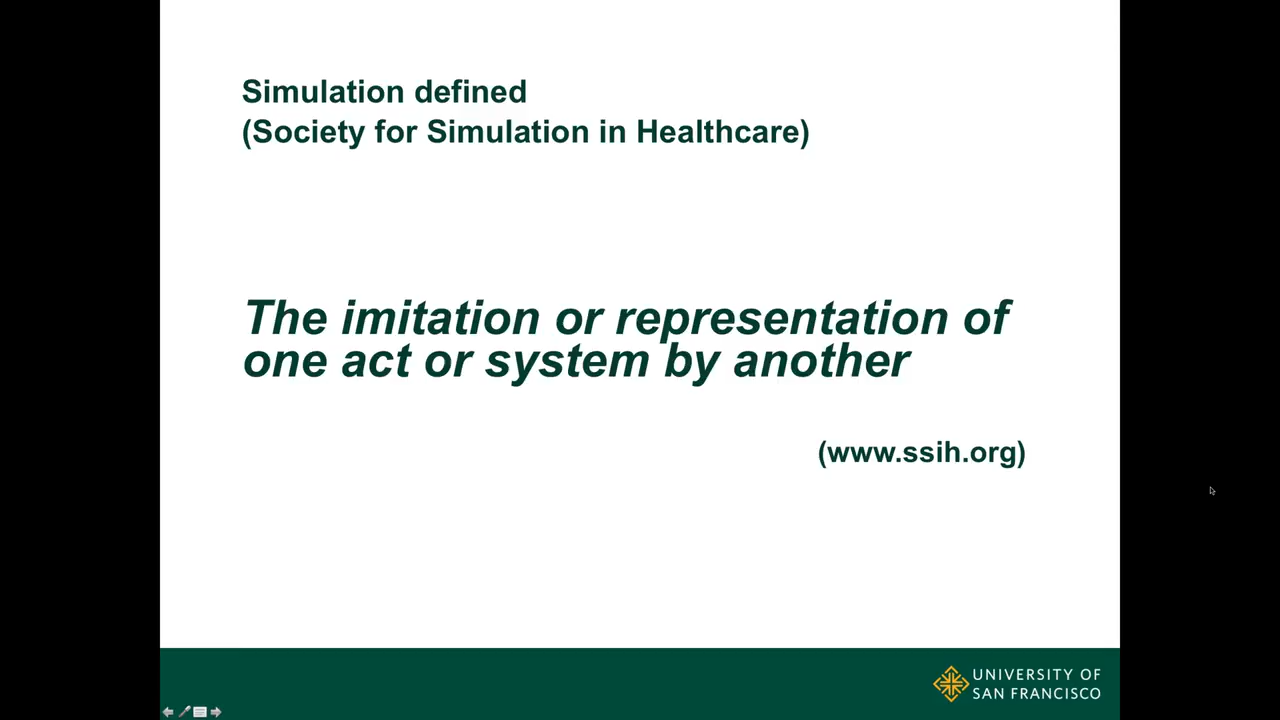 Simulation defined
(Society for Simulation in Healthcare)
The imitation or representation of
one act or system by another
(www.ssih.org)
UNIVERSITY OF
SAN FRANCISCO